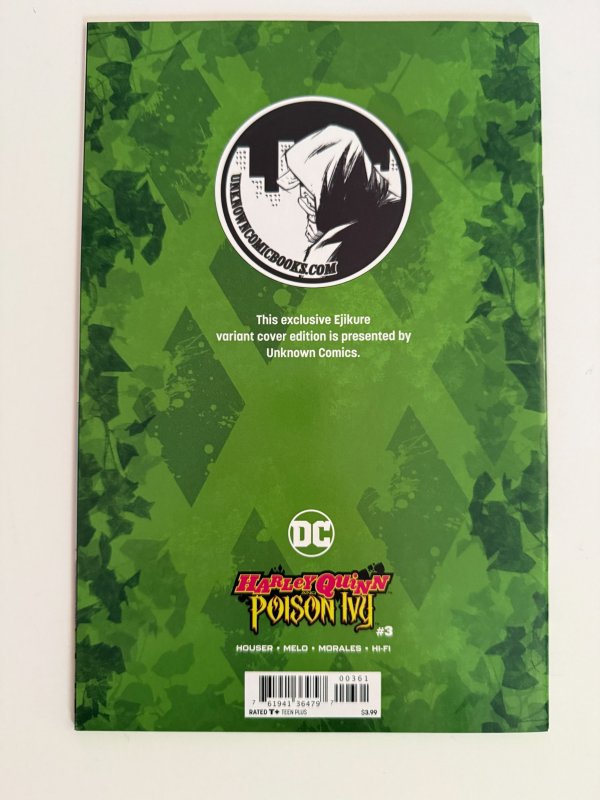 UNKNOWNCOMICBOOKS.COM
This exclusive Ejikure
variant cover edition is presented by
Unknown Comics.
DC
HARLEY QUINN
POISON IVY
#3
HOUSER • MELO • MORALES • HI-FI
00361
7 61941 36479 7
RATED T+ TEEN PLUS $3.99